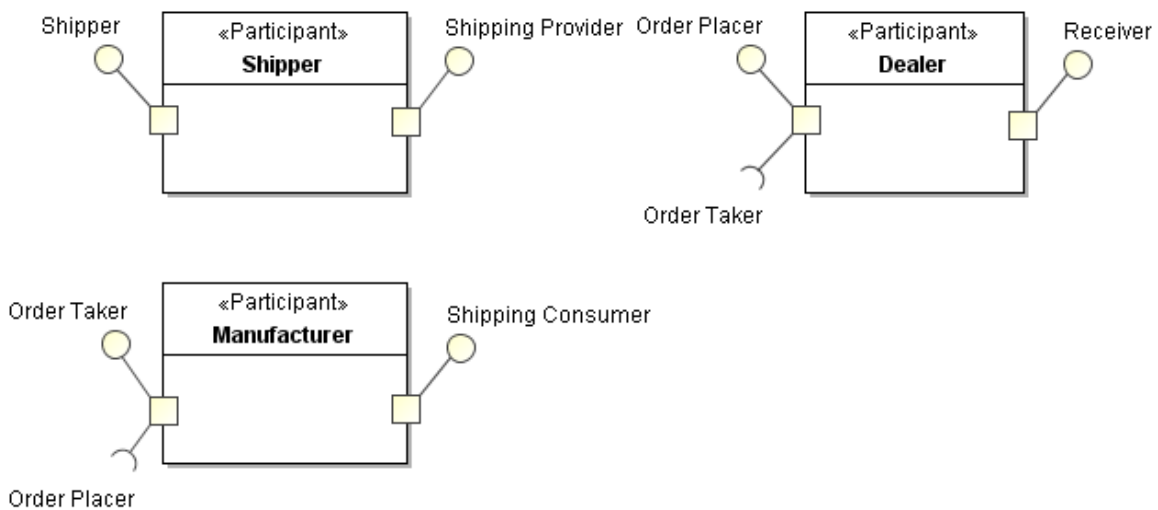 Shipper
«Participant»
Shipper
Shipping Provider
Order Placer
«Participant»
Dealer
Receiver
Order Taker
Order Taker
«Participant»
Manufacturer
Shipping Consumer
Order Placer